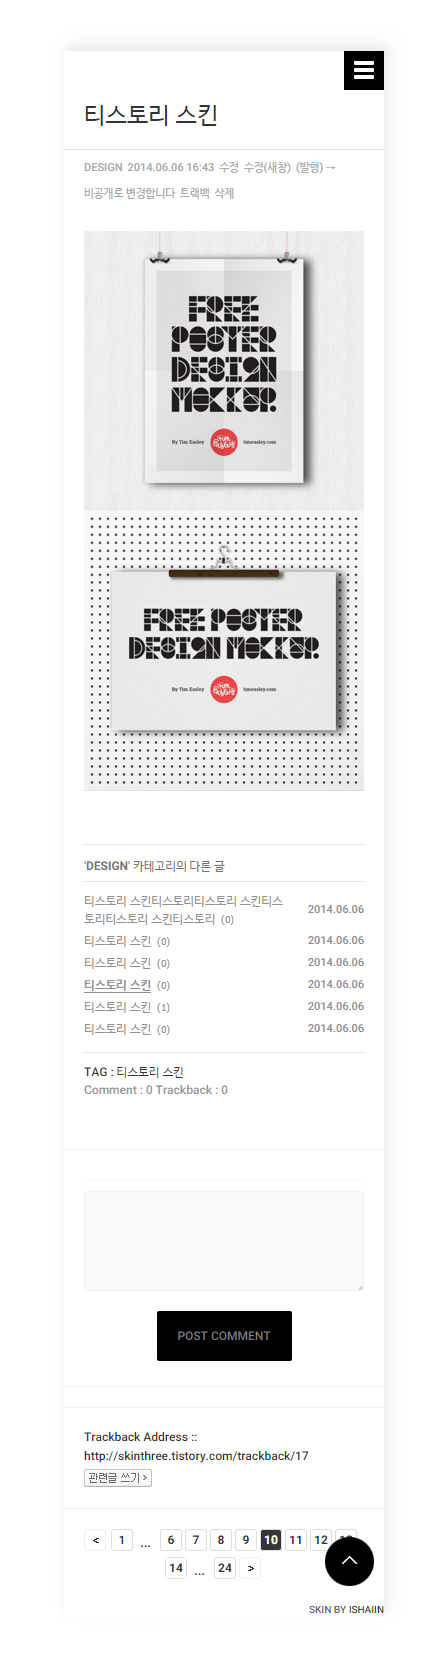 티스토리 스킨
DESIGN 2014.06.06 16:43 수정 수정(새창) (발행) →
비공개로 변경합니다 트랙백 삭제
FREE
POSTER
DESIGN
MOCKUP.
By Tim Easley
Tim Easley
timeasley.com
FREE POSTER
DESIGN MOCKUP.
By Tim Easley
Tim Easley
timeasley.com
'DESIGN' 카테고리의 다른 글
티스토리 스킨티스토리티스토리 스킨티스
토리티스토리 스킨티스토리 (0) 2014.06.06
티스토리 스킨 (0) 2014.06.06
티스토리 스킨 (0) 2014.06.06
티스토리 스킨 (0) 2014.06.06
티스토리 스킨 (1) 2014.06.06
티스토리 스킨 (0) 2014.06.06
TAG : 티스토리 스킨
Comment : 0 Trackback : 0
POST COMMENT
Trackback Address ::
http://skinthree.tistory.com/trackback/17
관련글 쓰기 >
< 1 ... 6 7 8 9 10 11 12 13
14 ... 24 >
SKIN BY ISHAIIN